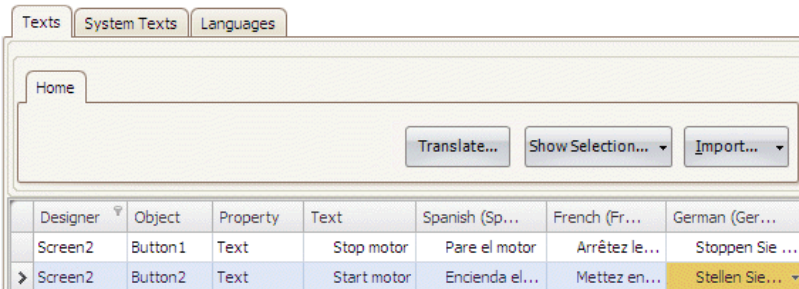 Texts System Texts Languages
Home
Translate... Show Selection... Import...
Designer Object Property Text Spanish (Sp... French (Fr... German (Ger...
Screen2 Button1 Text Stop motor Pare el motor Arrêtez le... Stoppen Sie ...
Screen2 Button2 Text Start motor Encienda el... Mettez en... Stellen Sie...